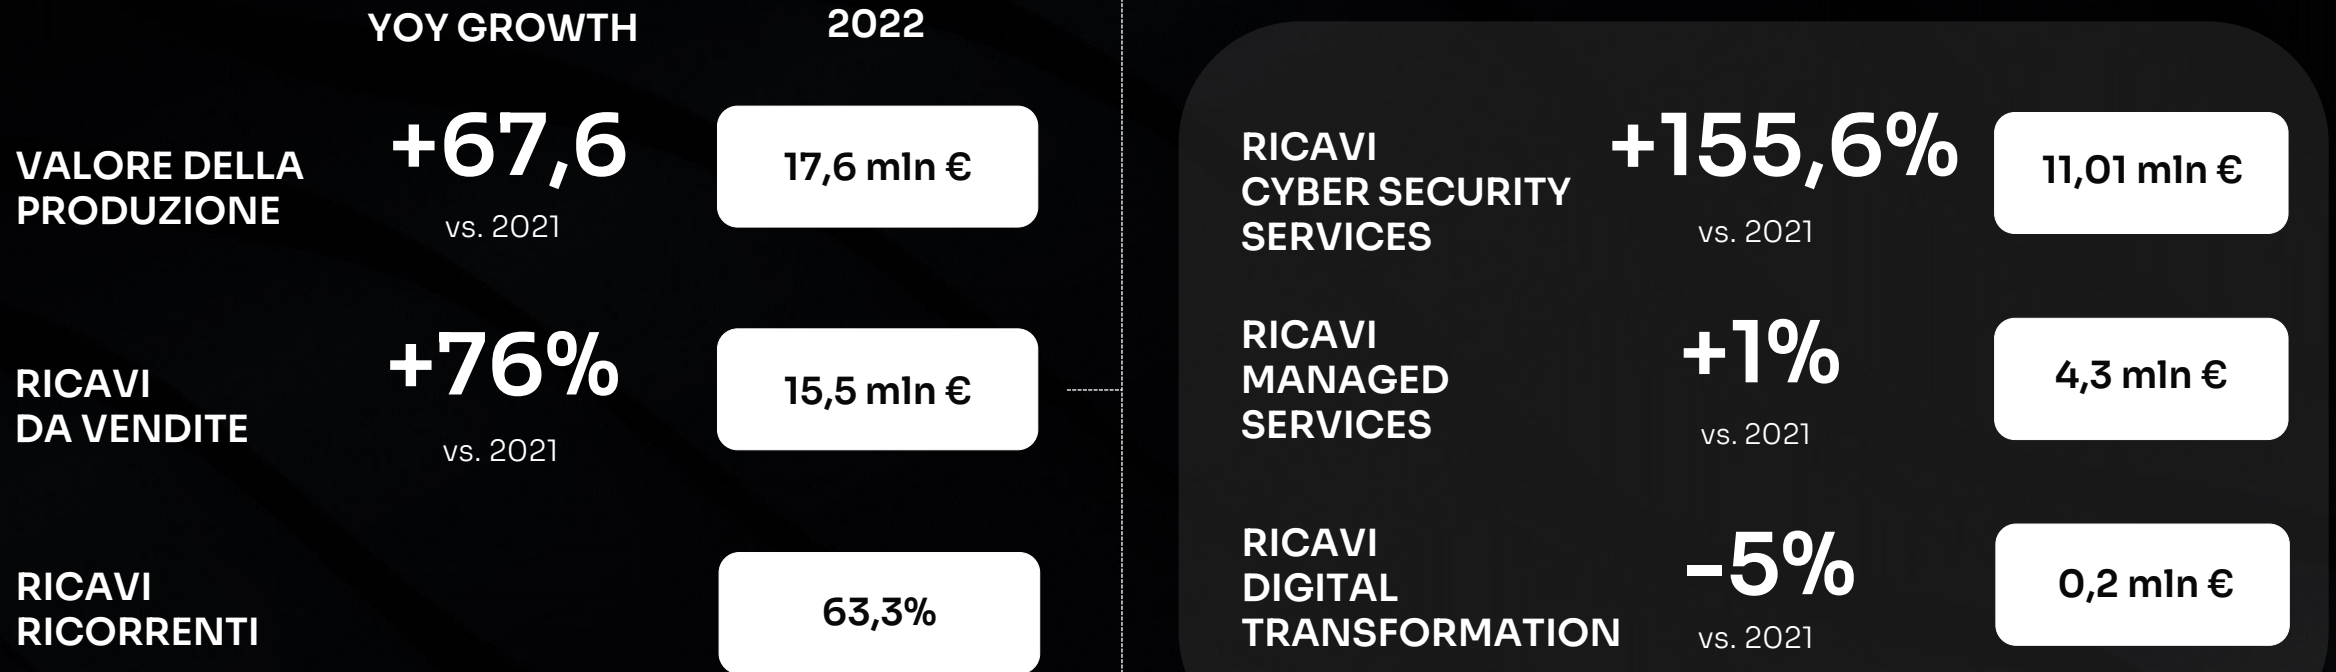 YOY GROWTH
2022
VALORE DELLA
PRODUZIONE
+67,6
vs. 2021
17,6 mln €
RICAVI
DA VENDITE
+76%
vs. 2021
15,5 mln €
RICAVI
RICORRENTI
63,3%
RICAVI
CYBER SECURITY
SERVICES
+155,6%
vs. 2021
11,01 mln €
RICAVI
MANAGED
SERVICES
+1%
vs. 2021
4,3 mln €
RICAVI
DIGITAL
TRANSFORMATION
-5%
vs. 2021
0,2 mln €